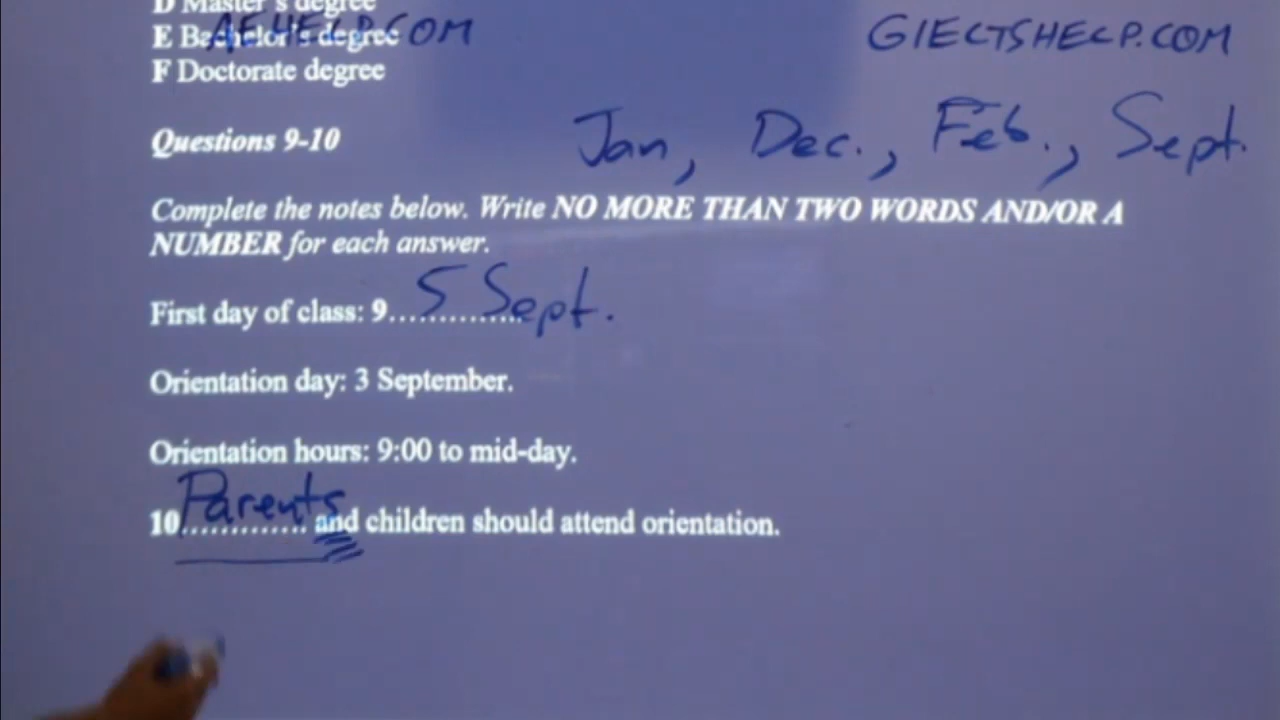 D Master's degree
AEHELP.COM
GIELTSHELP.COM
E Bachelor's degree
F Doctorate degree
Jan, Dec., Feb., Sept.
Questions 9-10
Complete the notes below. Write NO MORE THAN TWO WORDS AND/OR A
NUMBER for each answer.
First day of class: 9.............. 5 Sept.
Orientation day: 3 September.
Orientation hours: 9:00 to mid-day.
Parents
10............. and children should attend orientation.